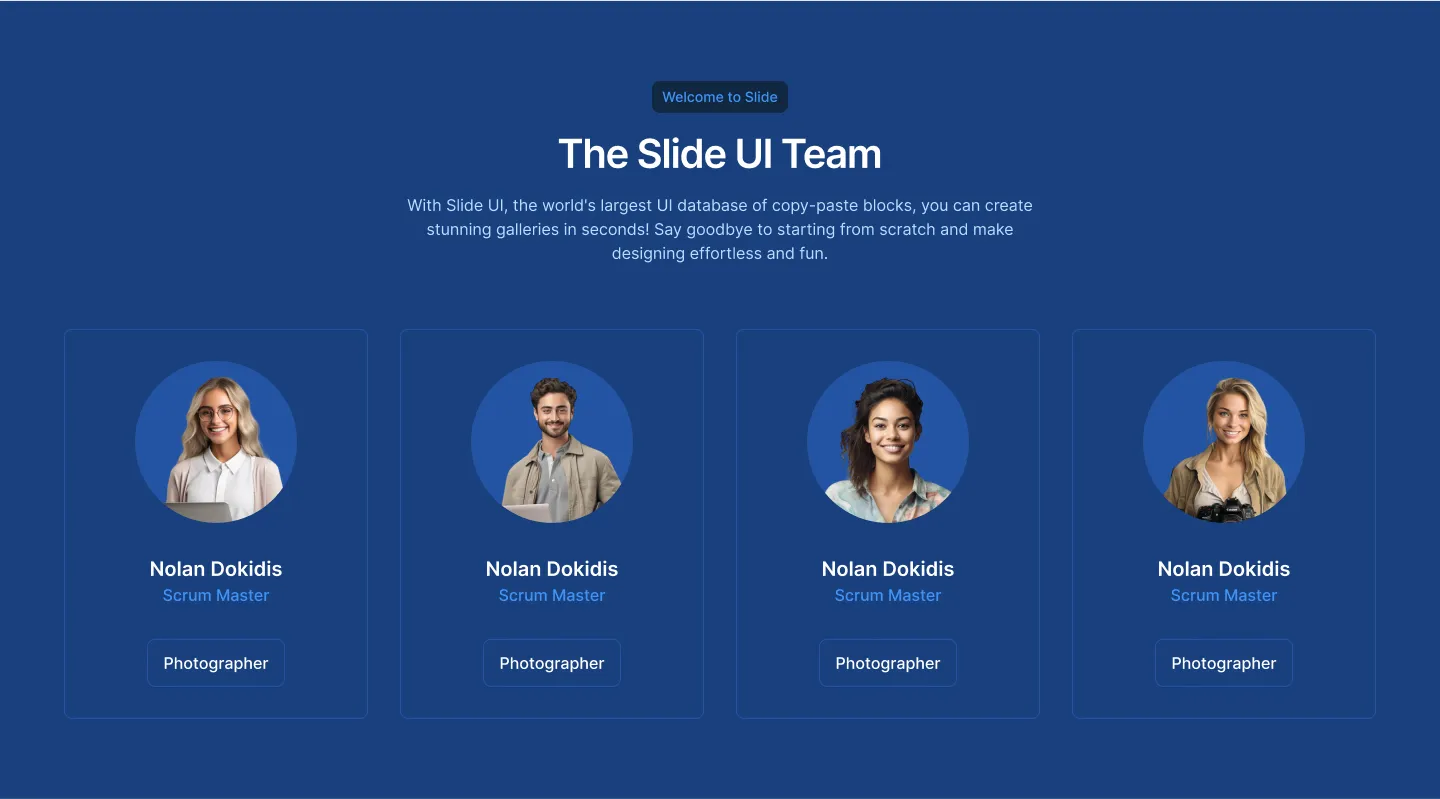 Welcome to Slide
The Slide UI Team
With Slide UI, the world's largest UI database of copy-paste blocks, you can create
stunning galleries in seconds! Say goodbye to starting from scratch and make
designing effortless and fun.
Nolan Dokidis
Scrum Master
Photographer
Nolan Dokidis
Scrum Master
Photographer
Nolan Dokidis
Scrum Master
Photographer
Nolan Dokidis
Scrum Master
Photographer